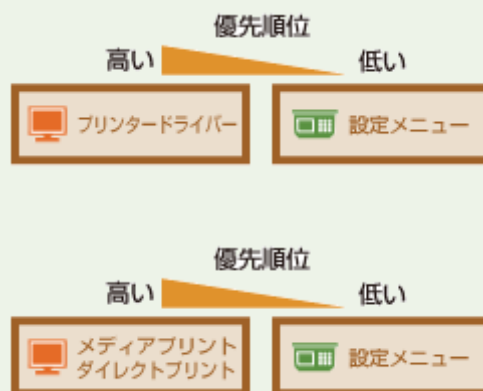 優先順位
高い 低い
プリンタードライバー 設定メニュー
優先順位
高い 低い
メディアプリント
ダイレクトプリント 設定メニュー